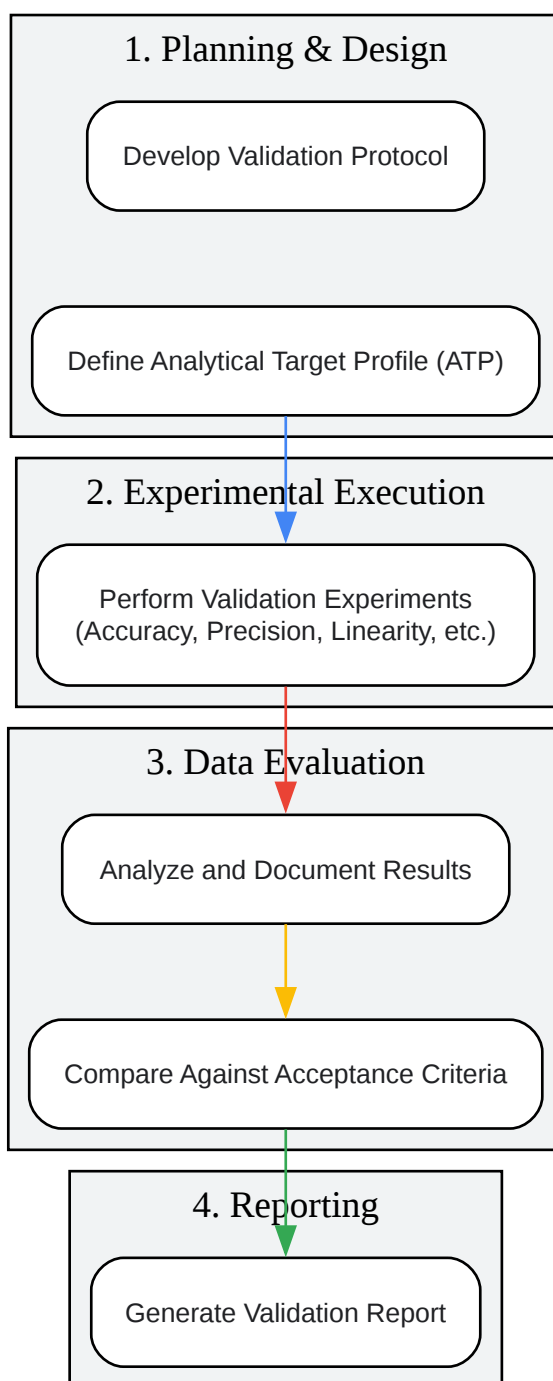 1. Planning & Design
Develop Validation Protocol
Define Analytical Target Profile (ATP)
2. Experimental Execution
Perform Validation Experiments
(Accuracy, Precision, Linearity, etc.)
3. Data Evaluation
Analyze and Document Results
Compare Against Acceptance Criteria
4. Reporting
Generate Validation Report